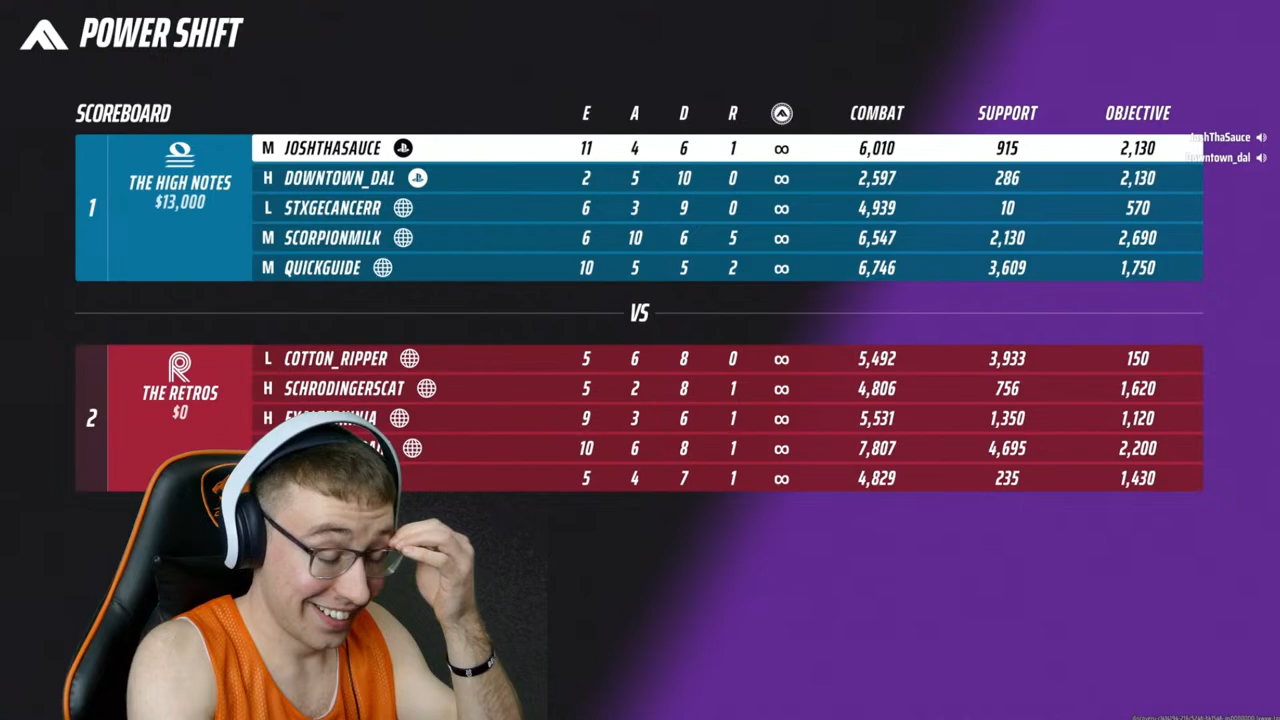 POWER SHIFT
SCOREBOARD E A D R COMBAT SUPPORT OBJECTIVE
1 THE HIGH NOTES $13,000
M JOSHTHASAUCE 11 4 6 1 ∞ 6,010 915 2,130
H DOWNTOWN_DAL 2 5 10 0 ∞ 2,597 286 2,130
L STXGECANCERR 6 3 9 0 ∞ 4,939 10 570
M SCORPIONMILK 6 10 6 5 ∞ 6,547 2,130 2,690
M QUICKGUIDE 10 5 5 2 ∞ 6,746 3,609 1,750
JoshThaSauce
Downtown_dal
VS
2 THE RETROS $0
L COTTON_RIPPER 5 6 8 0 ∞ 5,492 3,933 150
H SCHRODINGERSCAT 5 2 8 1 ∞ 4,806 756 1,620
H 9 3 6 1 ∞ 5,531 1,350 1,120
10 6 8 1 ∞ 7,807 4,695 2,200
5 4 7 1 ∞ 4,829 235 1,430